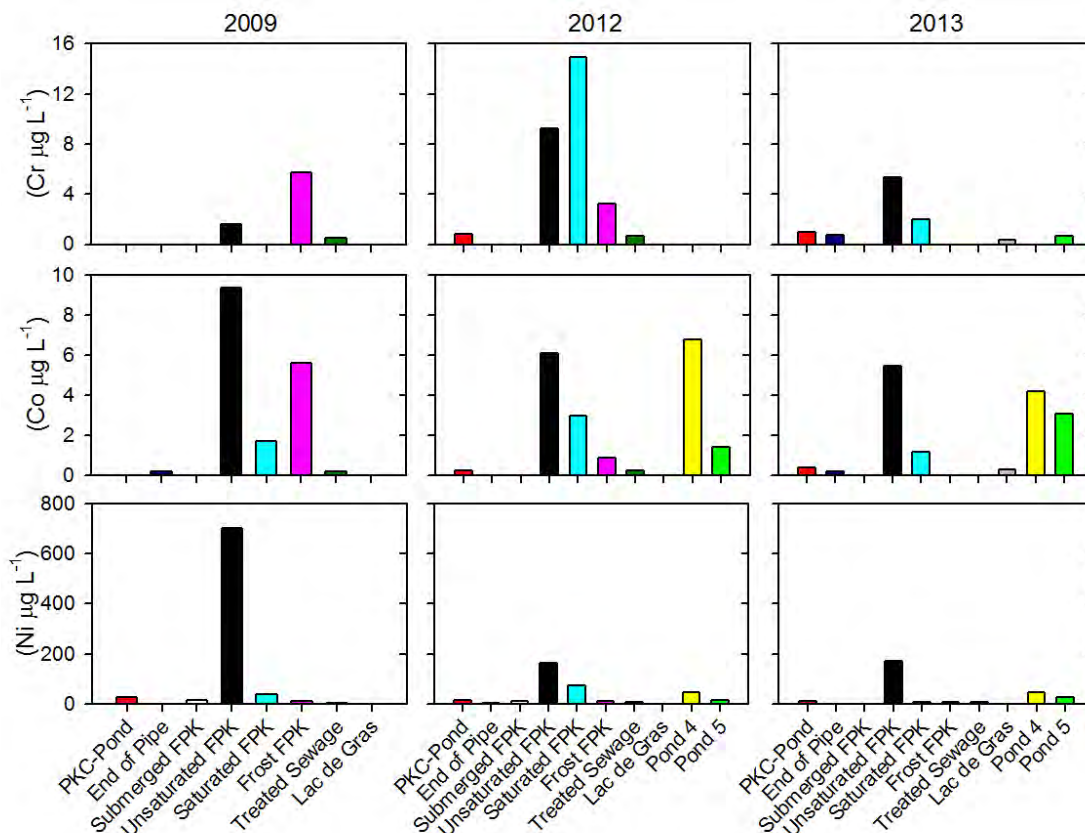 2009 2012 2013
16
12
8
4
0
(Cr µg L-1)
10
8
6
4
2
0
(Co µg L-1)
800
600
400
200
0
(Ni µg L-1)
PKC-Pond
End of Pipe
Submerged FPK
Unsaturated FPK
Saturated FPK
Frost FPK
Treated Sewage
Lac de Gras
PKC-Pond
End of Pipe
Submerged FPK
Unsaturated FPK
Saturated FPK
Frost FPK
Treated Sewage
Lac de Gras
Pond 4
Pond 5
PKC-Pond
End of Pipe
Submerged FPK
Unsaturated FPK
Saturated FPK
Frost FPK
Treated Sewage
Lac de Gras
Pond 4
Pond 5